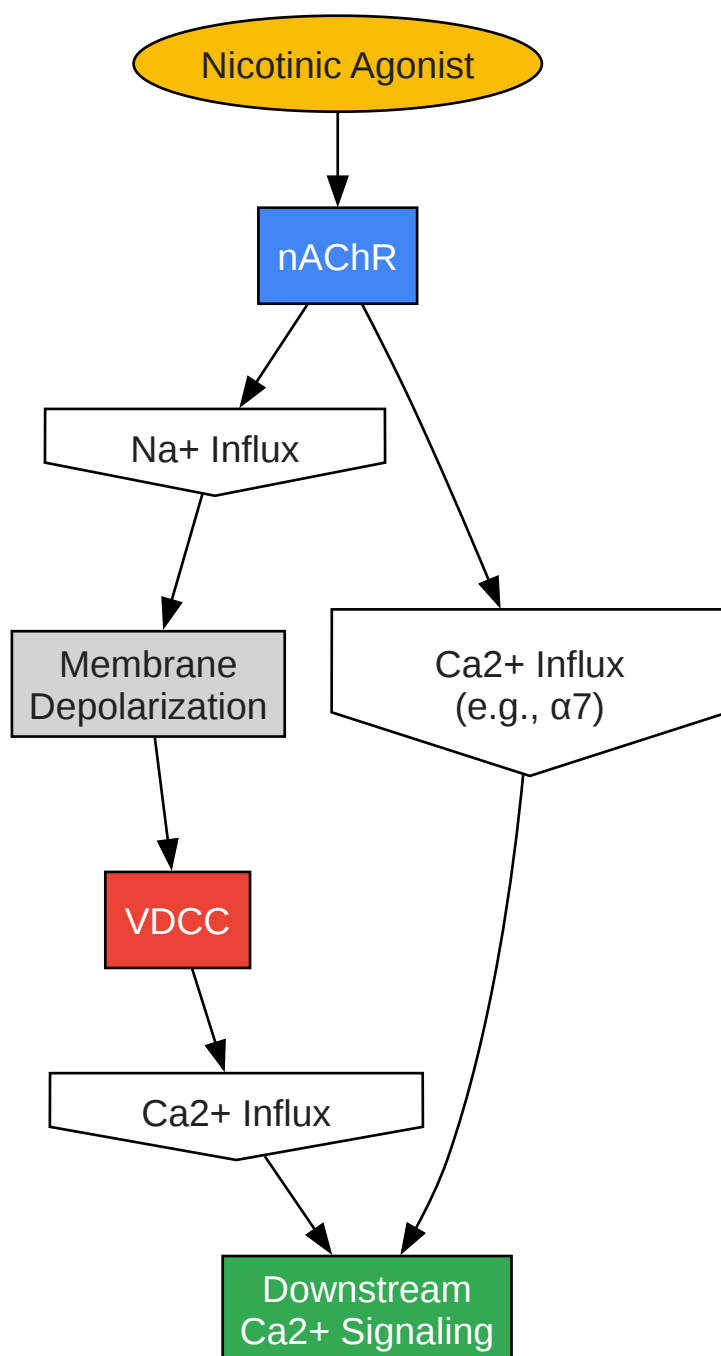 Nicotinic Agonist
nAChR
Na+ Influx
Membrane
Depolarization
Ca2+ Influx
(e.g., α7)
VDCC
Ca2+ Influx
Downstream
Ca2+ Signaling